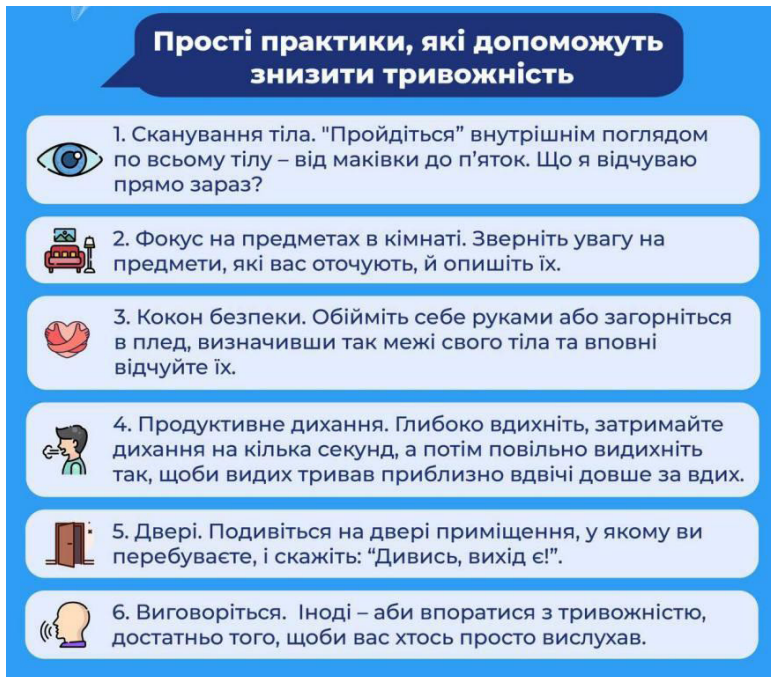 Прості практики, які допоможуть
знизити тривожність
1. Сканування тіла. "Пройдіться” внутрішнім поглядом
по всьому тілу – від маківки до п’яток. Що я відчуваю
прямо зараз?
2. Фокус на предметах в кімнаті. Зверніть увагу на
предмети, які вас оточують, й опишіть їх.
3. Кокон безпеки. Обійміть себе руками або загорніться
в плед, визначивши так межі свого тіла та вповні
відчуйте їх.
4. Продуктивне дихання. Глибоко вдихніть, затримайте
дихання на кілька секунд, а потім повільно видихніть
так, щоби видих тривав приблизно вдвічі довше за вдих.
5. Двері. Подивіться на двері приміщення, у якому ви
перебуваєте, і скажіть: “Дивись, вихід є!”.
6. Виговоріться. Іноді – аби впоратися з тривожністю,
достатньо того, щоби вас хтось просто вислухав.